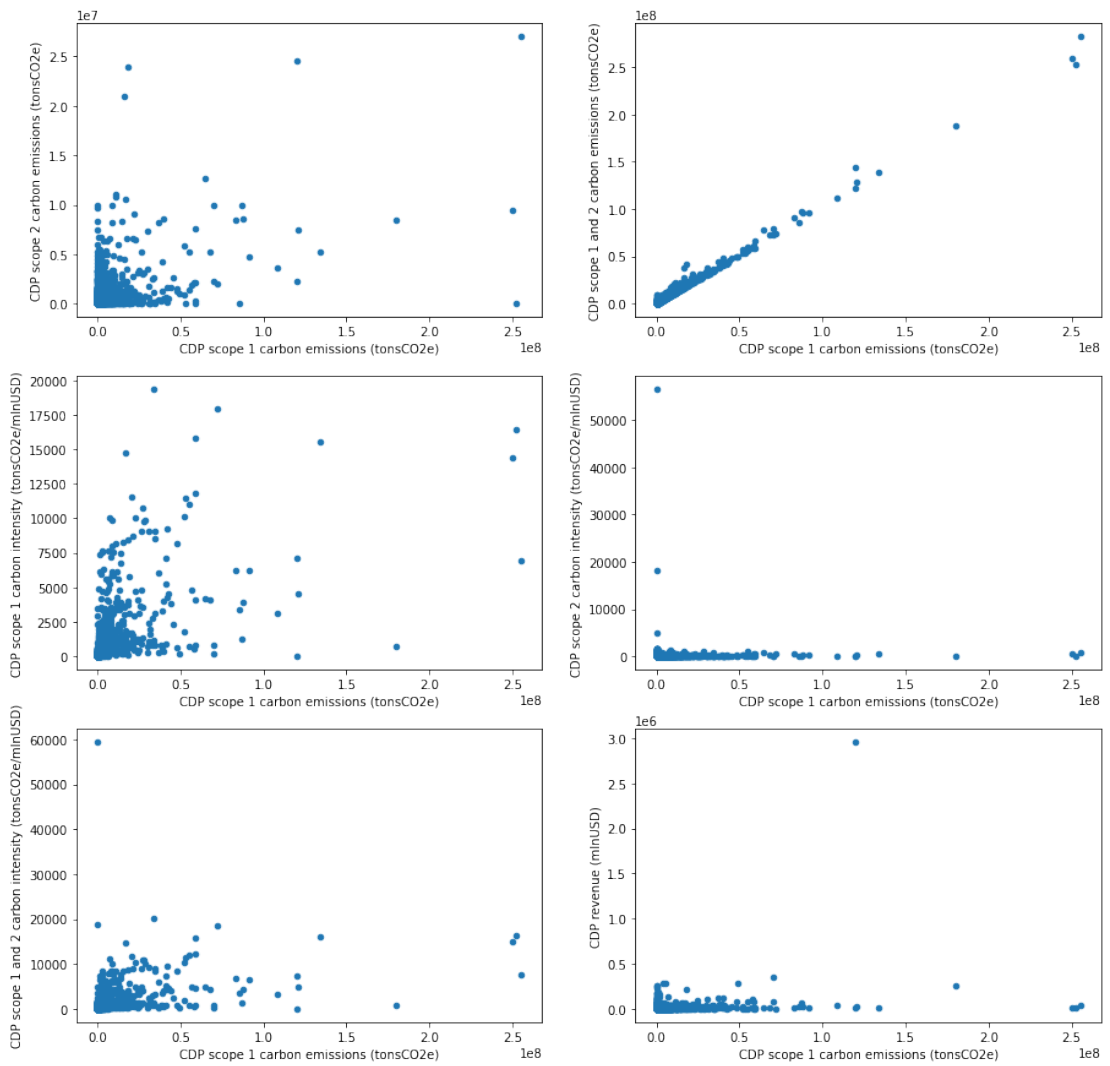 1e7
CDP scope 2 carbon emissions (tonsCO2e)
2.5
2.0
1.5
1.0
0.5
0.0
0.0 0.5 1.0 1.5 2.0 2.5
CDP scope 1 carbon emissions (tonsCO2e)
1e8
1e8
CDP scope 1 and 2 carbon emissions (tonsCO2e)
2.5
2.0
1.5
1.0
0.5
0.0
0.0 0.5 1.0 1.5 2.0 2.5
CDP scope 1 carbon emissions (tonsCO2e)
1e8
CDP scope 1 carbon intensity (tonsCO2e/mlnUSD)
20000
17500
15000
12500
10000
7500
5000
2500
0
0.0 0.5 1.0 1.5 2.0 2.5
CDP scope 1 carbon emissions (tonsCO2e)
1e8
CDP scope 2 carbon intensity (tonsCO2e/mlnUSD)
50000
40000
30000
20000
10000
0
0.0 0.5 1.0 1.5 2.0 2.5
CDP scope 1 carbon emissions (tonsCO2e)
1e8
CDP scope 1 and 2 carbon intensity (tonsCO2e/mlnUSD)
60000
50000
40000
30000
20000
10000
0
0.0 0.5 1.0 1.5 2.0 2.5
CDP scope 1 carbon emissions (tonsCO2e)
1e8
1e6
CDP revenue (mlnUSD)
3.0
2.5
2.0
1.5
1.0
0.5
0.0
0.0 0.5 1.0 1.5 2.0 2.5
CDP scope 1 carbon emissions (tonsCO2e)
1e8